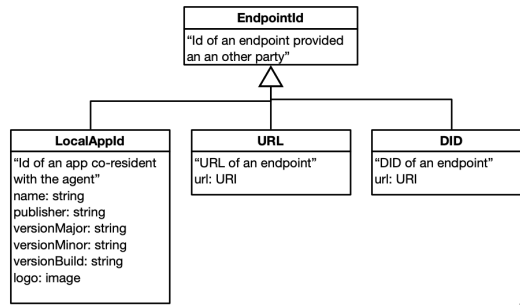 EndpointId
“Id of an endpoint provided
an an other party”
LocalAppId
“Id of an app co-resident
with the agent”
name: string
publisher: string
versionMajor: string
versionMinor: string
versionBuild: string
logo: image
URL
“URL of an endpoint”
url: URI
DID
“DID of an endpoint”
url: URI